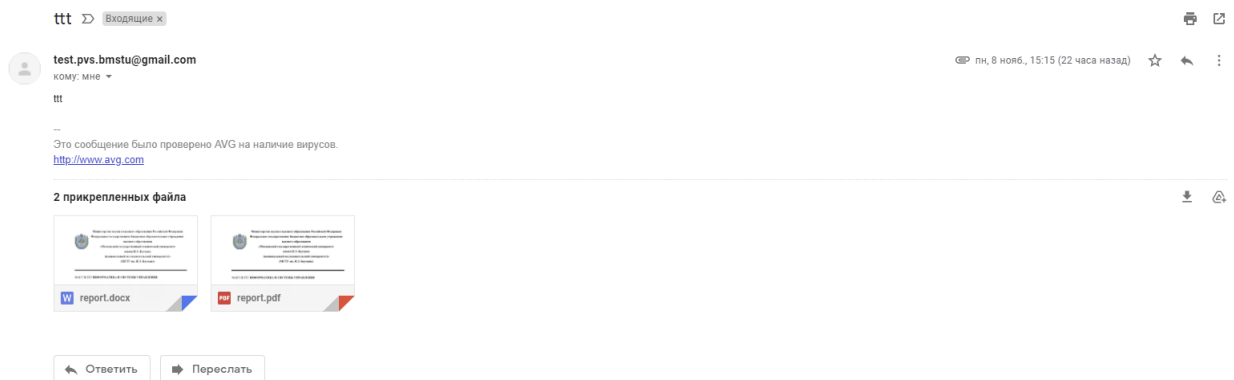 ttt Входящие x
test.pvs.bmstu@gmail.com
пн, 8 нояб., 15:15 (22 часа назад)
кому: мне
ttt
--
Это сообщение было проверено AVG на наличие вирусов.
http://www.avg.com
2 прикрепленных файла
W report.docx
PDF report.pdf
Ответить
Переслать